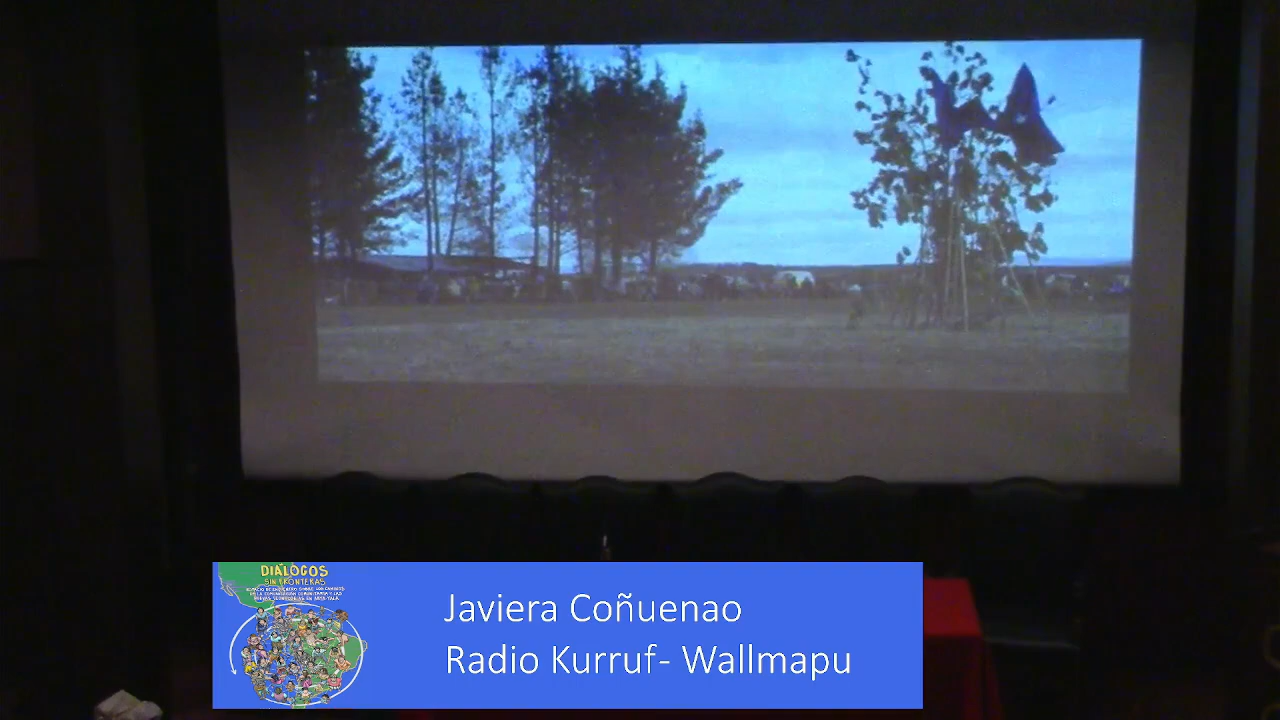 DIÁLOGOS
SIN FRONTERAS
Javiera Coñuenao
Radio Kurruf- Wallmapu